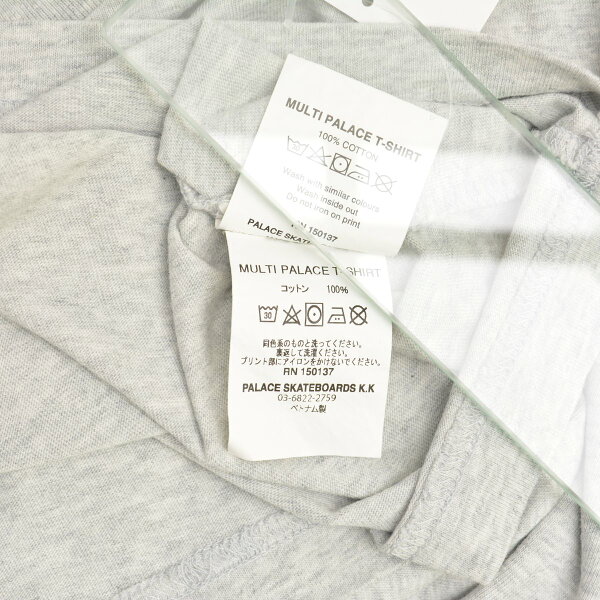 MULTI PALACE T-SHIRT
100% COTTON
30
Wash with similar colours
Wash inside out
Do not iron on print
RN 150137
MULTI PALACE T-SHIRT
コットン 100%
30
同色系のものと洗ってください。
裏返して洗濯ください。
プリント部にアイロンをかけないでください。
RN 150137
PALACE SKATEBOARDS K.K
03-6822-2759
ベトナム製